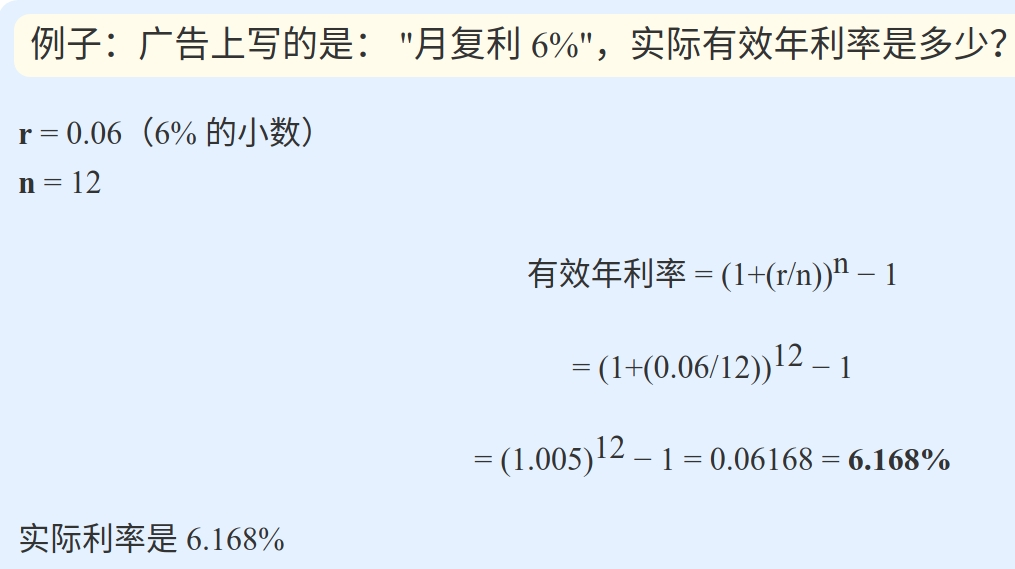 例子：广告上写的是： "月复利 6%"，实际有效年利率是多少？
r = 0.06（6% 的小数）
n = 12
有效年利率 = (1+(r/n))ⁿ − 1
= (1+(0.06/12))¹² − 1
= (1.005)¹² − 1 = 0.06168 = 6.168%
实际利率是 6.168%